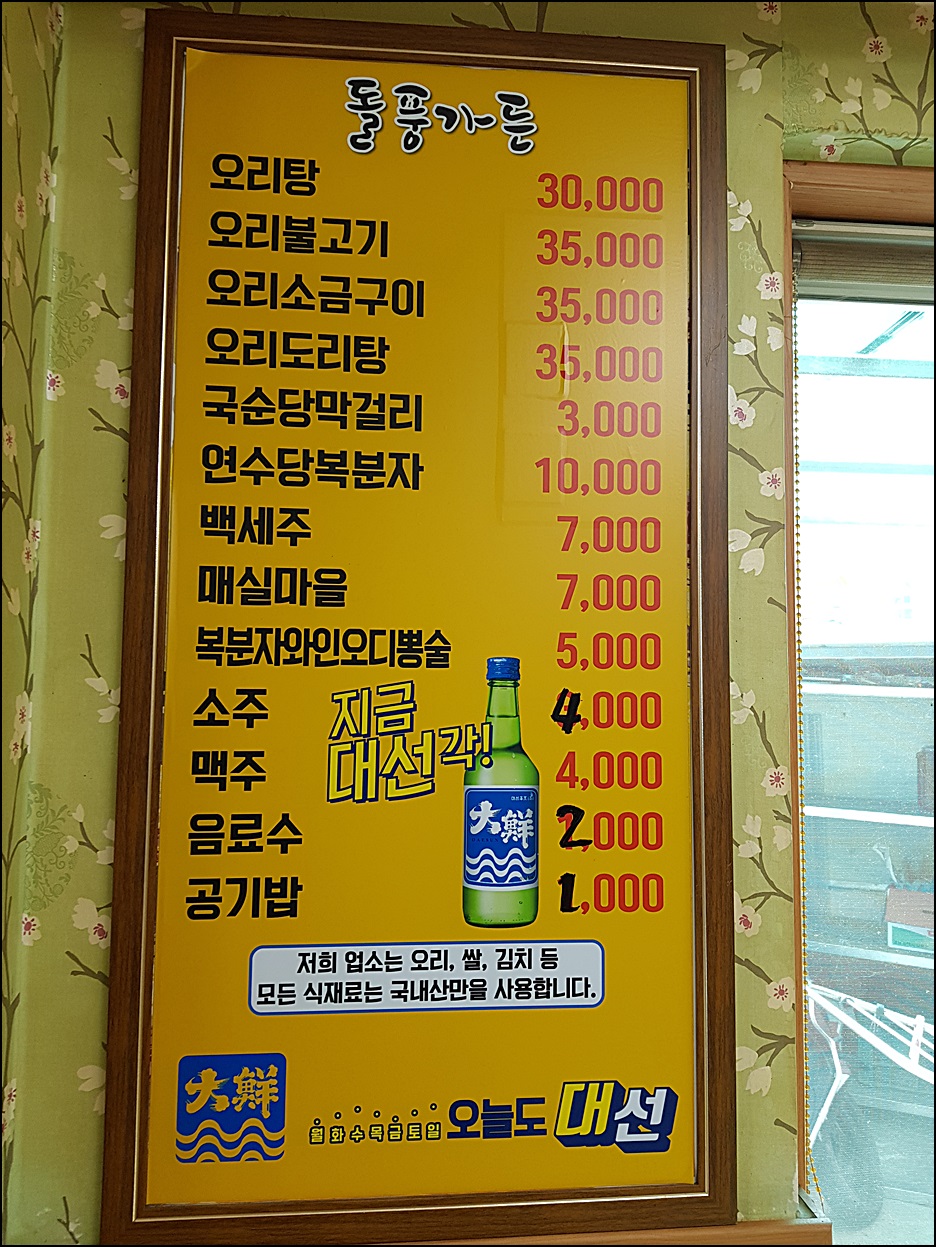 돌풍가든
오리탕 30,000
오리불고기 35,000
오리소금구이 35,000
오리도리탕 35,000
국순당막걸리 3,000
연수당복분자 10,000
백세주 7,000
매실마을 7,000
복분자와인오디뽕술 5,000
소주 4,000
맥주 4,000
음료수 2,000
공기밥 1,000
지금
대선각!
大鮮
저희 업소는 오리, 쌀, 김치 등
모든 식재료는 국내산만을 사용합니다.
大鮮
월화수목금토일 오늘도 대선